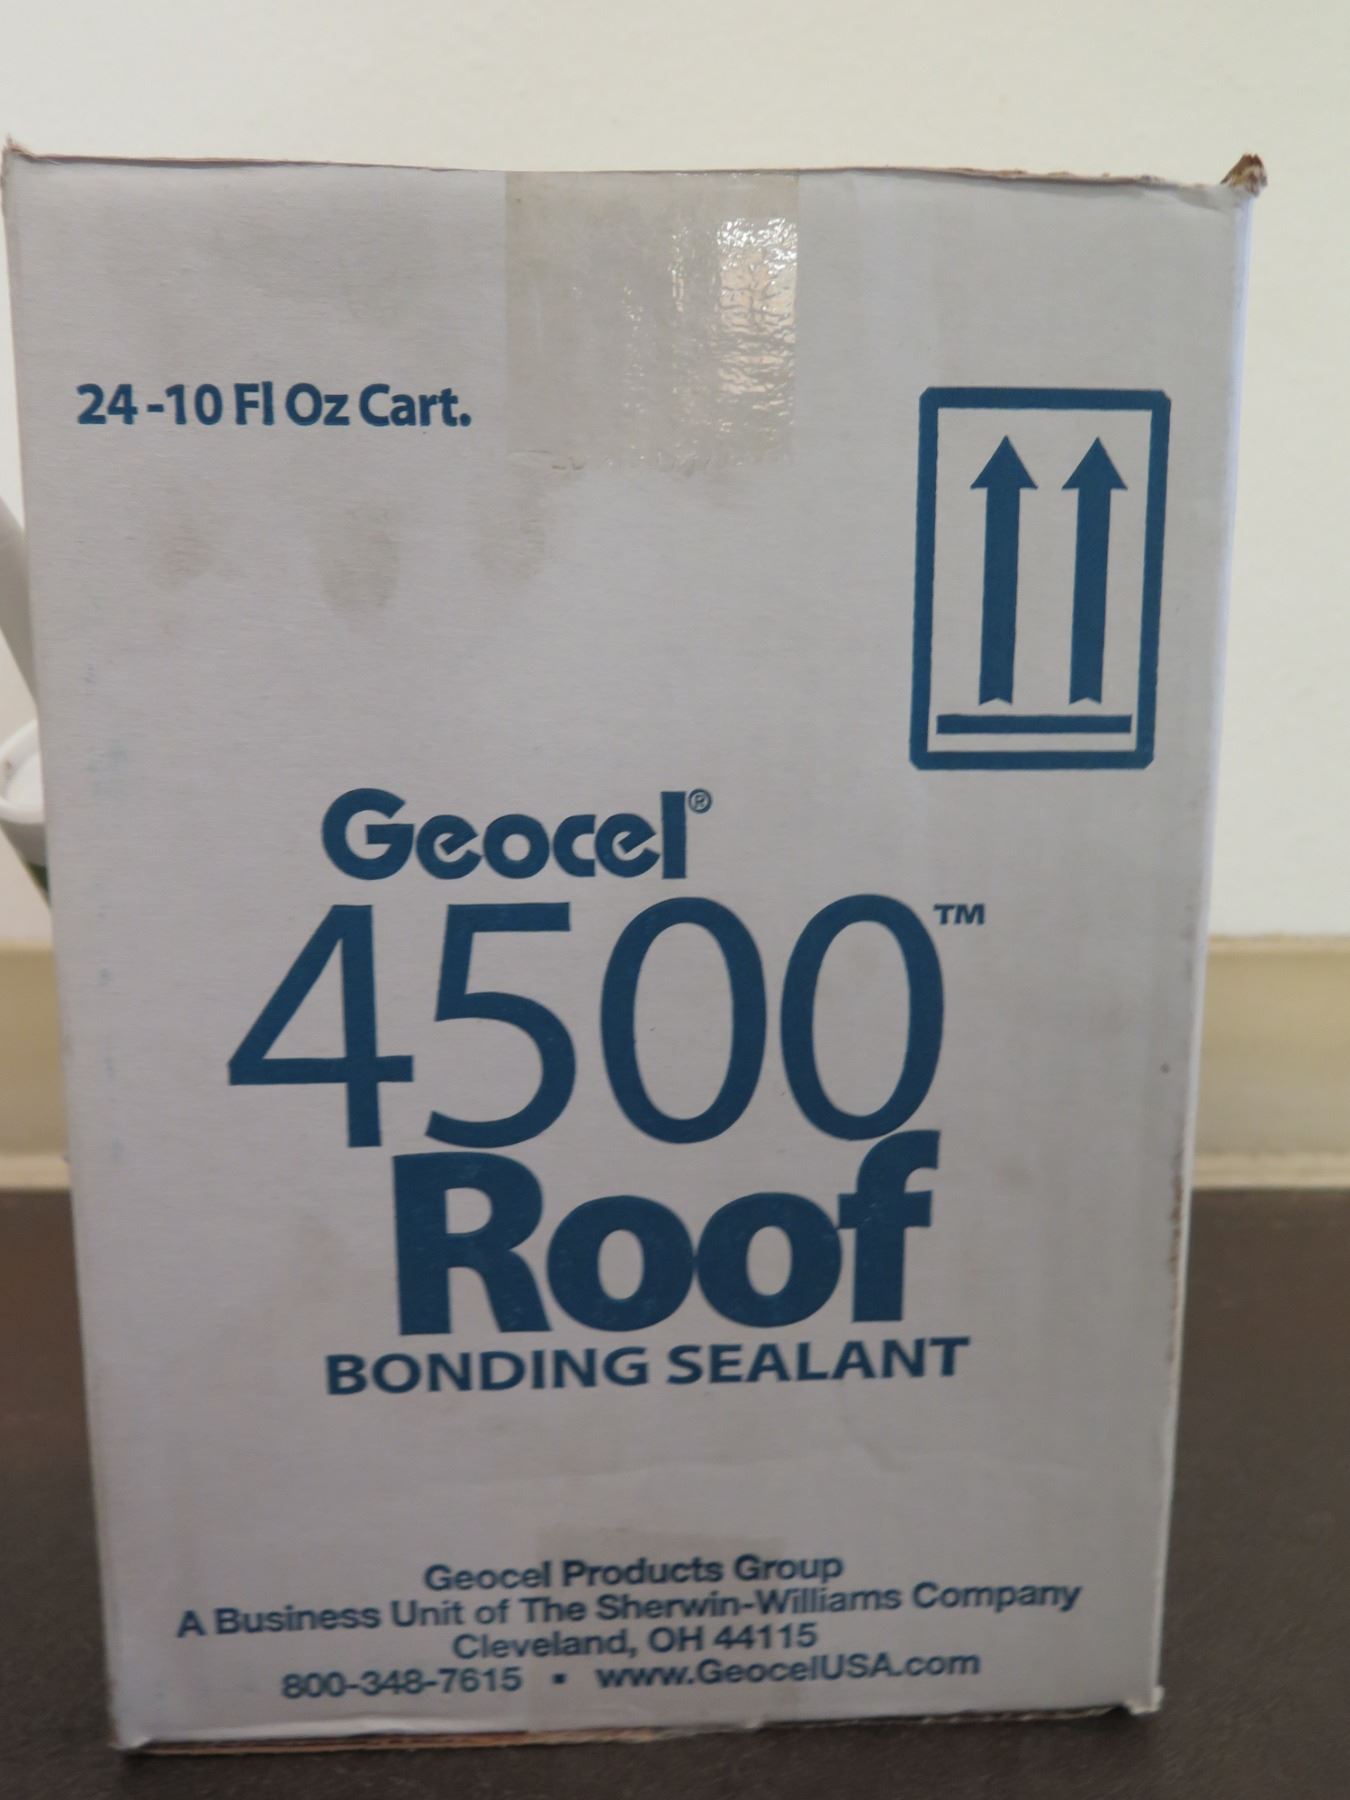 24-10 Fl Oz Cart.
Geocel®
4500™
Roof
BONDING SEALANT
Geocel Products Group
A Business Unit of The Sherwin-Williams Company
Cleveland, OH 44115
800-348-7615 ▪ www.GeocelUSA.com